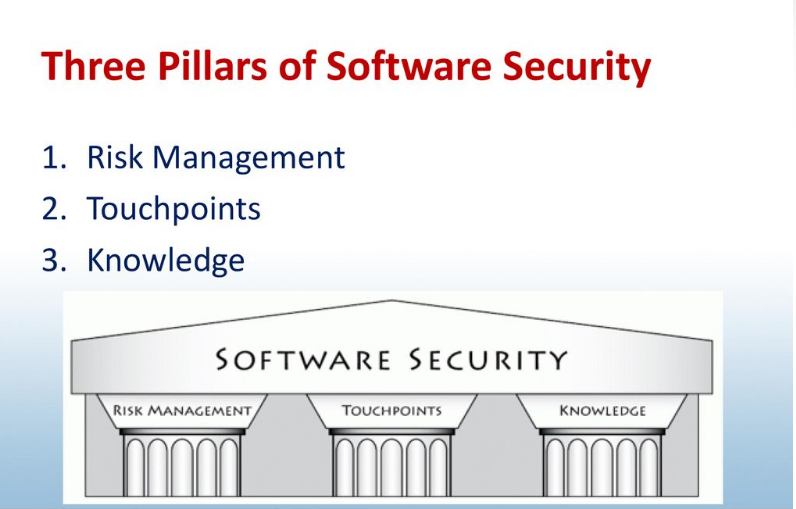 Three Pillars of Software Security
1. Risk Management
2. Touchpoints
3. Knowledge
SOFTWARE SECURITY
RISK MANAGEMENT
TOUCHPOINTS
KNOWLEDGE